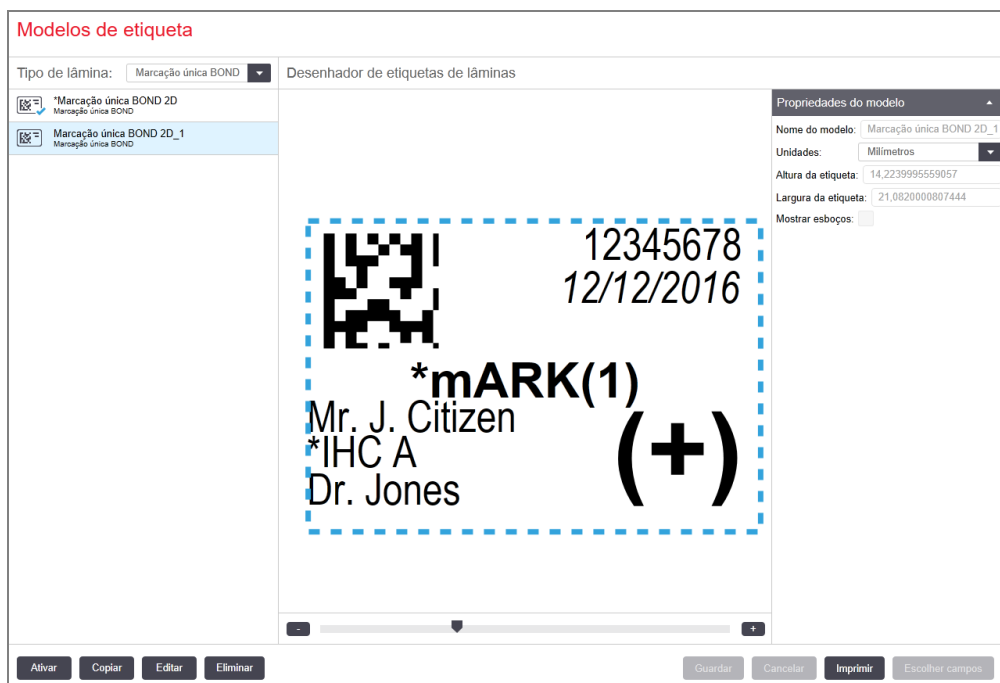 Modelos de etiqueta
Tipo de lâmina: Marcação única BOND
Desenhador de etiquetas de lâminas
*Marcação única BOND 2D
Marcação única BOND
Marcação única BOND 2D_1
Marcação única BOND
12345678
12/12/2016
*mARK(1)
Mr. J. Citizen
*IHC A
Dr. Jones
(+)
Propriedades do modelo
Nome do modelo: Marcação única BOND 2D_1
Unidades: Milímetros
Altura da etiqueta: 14,2239995559057
Largura da etiqueta: 21,0820000807444
Mostrar esboços:
- +
Ativar Copiar Editar Eliminar Guardar Cancelar Imprimir Escolher campos